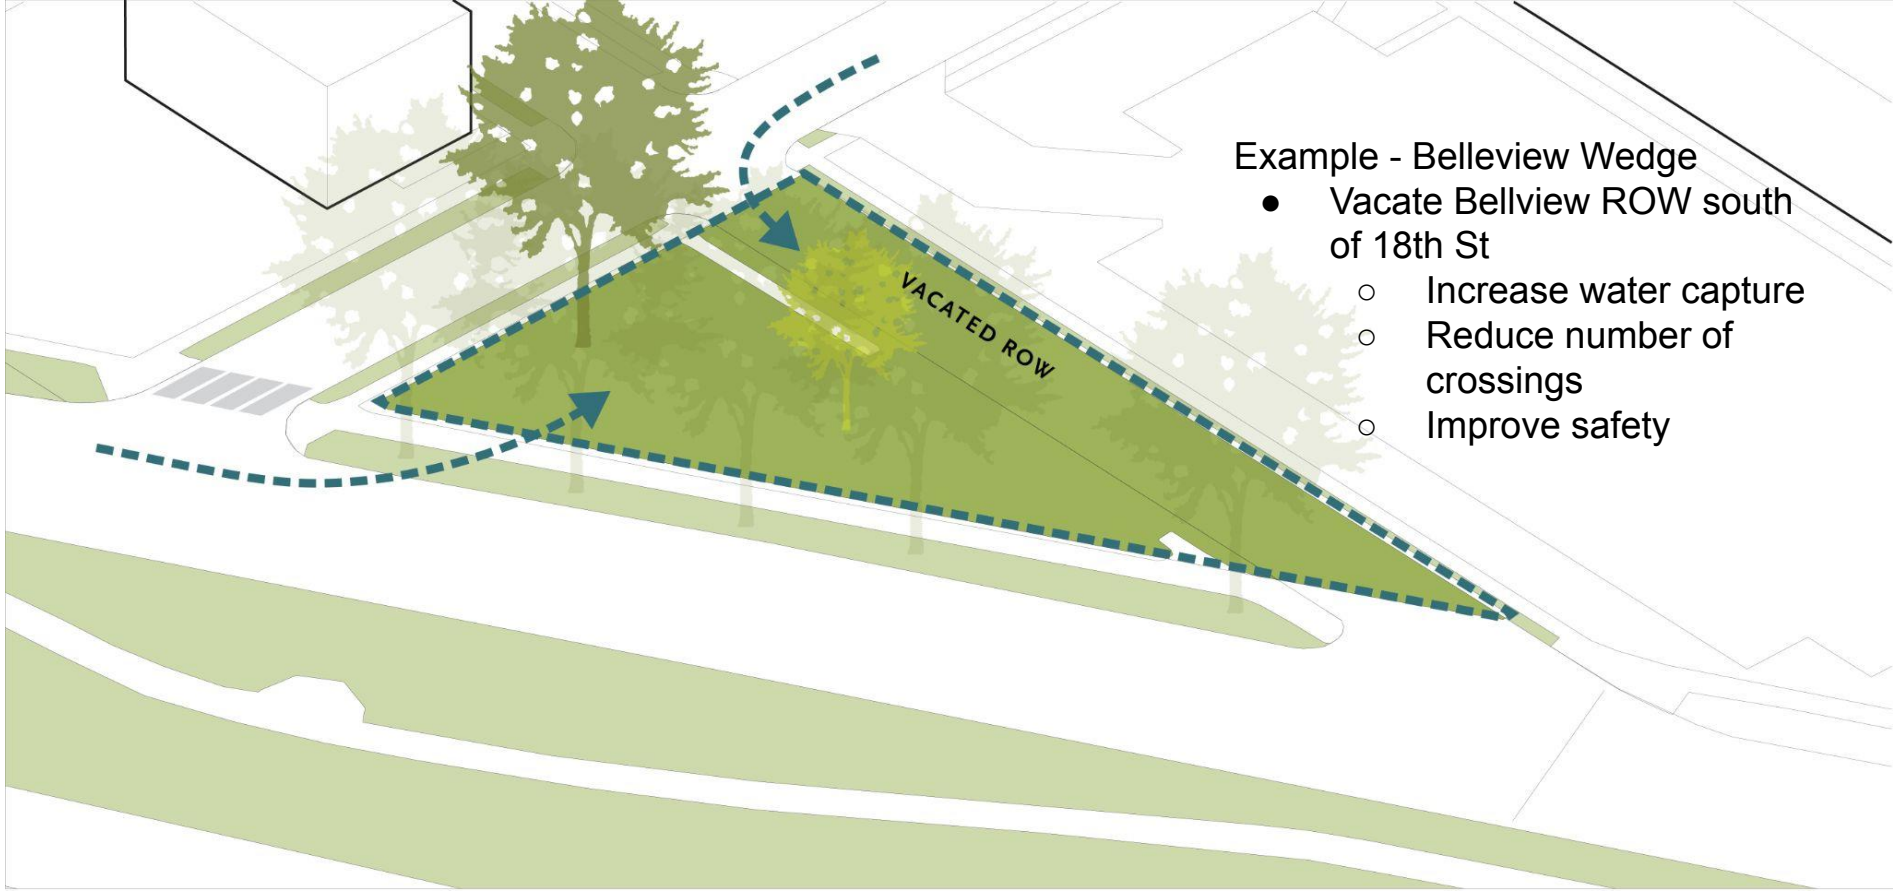 Example - Belleview Wedge
● Vacate Bellview ROW south
of 18th St
○ Increase water capture
○ Reduce number of
crossings
○ Improve safety
VACATED ROW